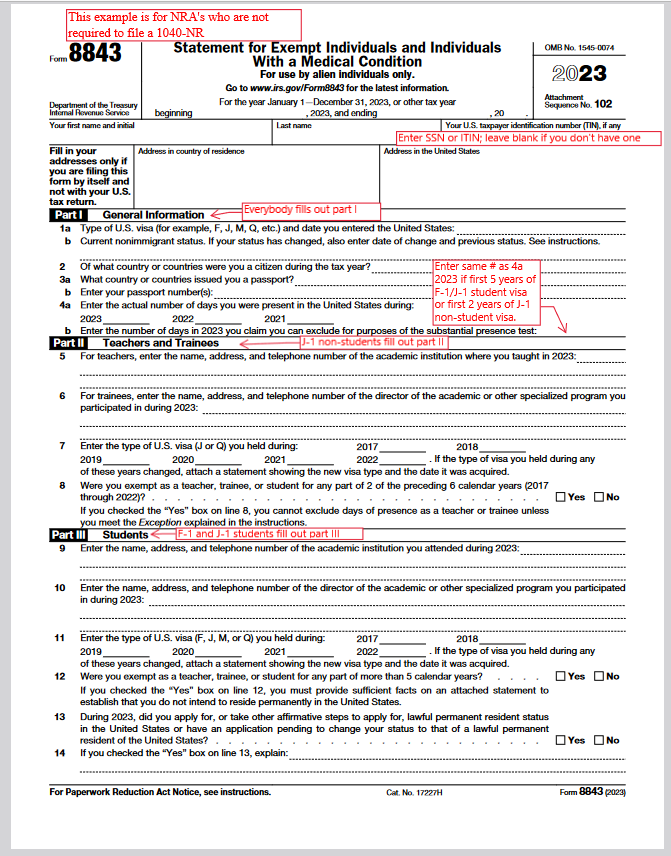 This example is for NRA's who are not
required to file a 1040-NR
Form 8843
Department of the Treasury
Internal Revenue Service
Statement for Exempt Individuals and Individuals
With a Medical Condition
For use by alien individuals only.
Go to www.irs.gov/Form8843 for the latest information.
For the year January 1—December 31, 2023, or other tax year
beginning , 2023, and ending , 20 .
OMB No. 1545-0074
2023
Attachment
Sequence No. 102
Your first name and initial
Last name
Your U.S. taxpayer identification number (TIN), if any
Enter SSN or ITIN; leave blank if you don't have one
Fill in your
addresses only if
you are filing this
form by itself and
not with your U.S.
tax return.
Address in country of residence
Address in the United States
Part I General Information
Everybody fills out part I
1a Type of U.S. visa (for example, F, J, M, Q, etc.) and date you entered the United States:
b Current nonimmigrant status. If your status has changed, also enter date of change and previous status. See instructions.
2 Of what country or countries were you a citizen during the tax year?
3a What country or countries issued you a passport?
b Enter your passport number(s):
4a Enter the actual number of days you were present in the United States during:
2023 2022 2021
b Enter the number of days in 2023 you claim you can exclude for purposes of the substantial presence test:
Enter same # as 4a
2023 if first 5 years of
F-1/J-1 student visa
or first 2 years of J-1
non-student visa.
Part II Teachers and Trainees
J-1 non-students fill out part II
5 For teachers, enter the name, address, and telephone number of the academic institution where you taught in 2023:
6 For trainees, enter the name, address, and telephone number of the director of the academic or other specialized program you
participated in during 2023:
7 Enter the type of U.S. visa (J or Q) you held during: 2017 2018
2019 2020 2021 2022 . If the type of visa you held during any
of these years changed, attach a statement showing the new visa type and the date it was acquired.
8 Were you exempt as a teacher, trainee, or student for any part of 2 of the preceding 6 calendar years (2017
through 2022)? . . . . . . . . . . . . . . . . . . . . . . . . . . Yes No
If you checked the "Yes" box on line 8, you cannot exclude days of presence as a teacher or trainee unless
you meet the Exception explained in the instructions.
Part III Students
F-1 and J-1 students fill out part III
9 Enter the name, address, and telephone number of the academic institution you attended during 2023:
10 Enter the name, address, and telephone number of the director of the academic or other specialized program you participated
in during 2023:
11 Enter the type of U.S. visa (F, J, M, or Q) you held during: 2017 2018
2019 2020 2021 2022 . If the type of visa you held during any
of these years changed, attach a statement showing the new visa type and the date it was acquired.
12 Were you exempt as a teacher, trainee, or student for any part of more than 5 calendar years? . . . . Yes No
If you checked the "Yes" box on line 12, you must provide sufficient facts on an attached statement to
establish that you do not intend to reside permanently in the United States.
13 During 2023, did you apply for, or take other affirmative steps to apply for, lawful permanent resident status
in the United States or have an application pending to change your status to that of a lawful permanent
resident of the United States? . . . . . . . . . . . . . . . . . . . . Yes No
14 If you checked the "Yes" box on line 13, explain:
For Paperwork Reduction Act Notice, see instructions. Cat. No. 17227H Form 8843 (2023)